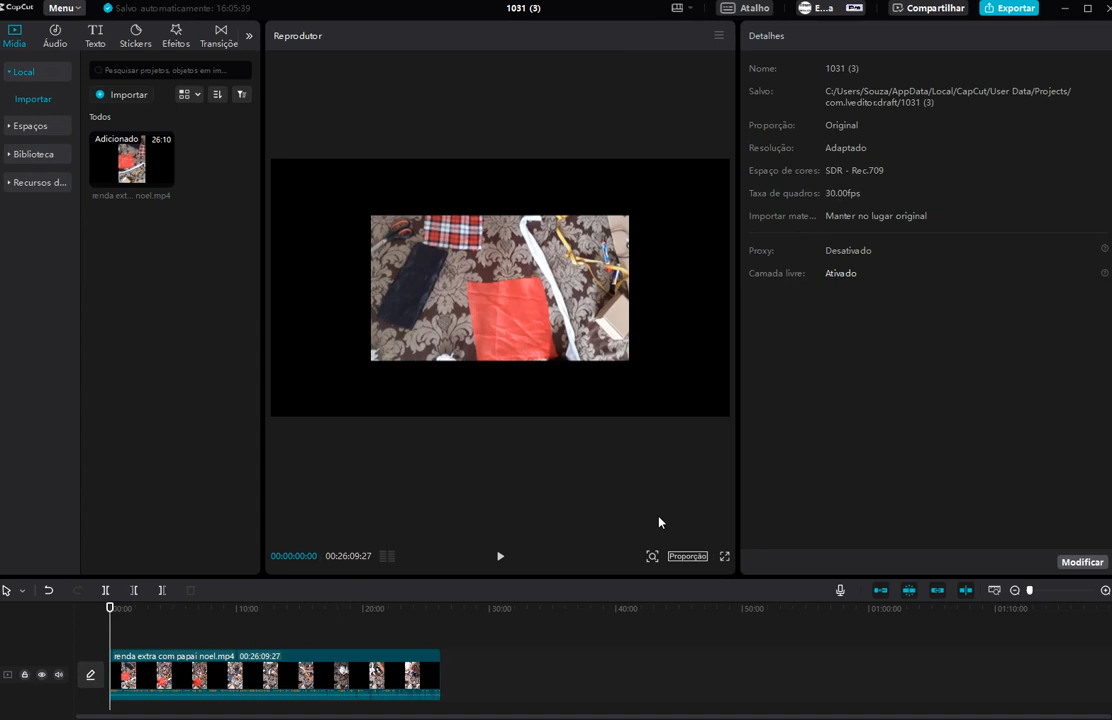 CapCut
Menu
Salvo automaticamente: 16:05:39
1031 (3)
Atalho
E...a
Compartilhar
Exportar
Mídia
Áudio
Texto
Stickers
Efeitos
Transiçõe
Reprodutor
Detalhes
Local
Importar
Espaços
Biblioteca
Recursos d...
Pesquisar projetos, objetos em im...
Importar
Todos
Adicionado
26:10
renda ext... noel.mp4
Nome:
1031 (3)
Salvo:
C:/Users/Souza/AppData/Local/CapCut/User Data/Projects/
com.lveditor.draft/1031 (3)
Proporção:
Original
Resolução:
Adaptado
Espaço de cores:
SDR - Rec.709
Taxa de quadros:
30.00fps
Importar mate...
Manter no lugar original
Proxy:
Desativado
Camada livre:
Ativado
00:00:00:00
00:26:09:27
Proporção
Modificar
00:00
10:00
20:00
30:00
40:00
50:00
01:00:00
01:10:00
renda extra com papai noel.mp4 00:26:09:27